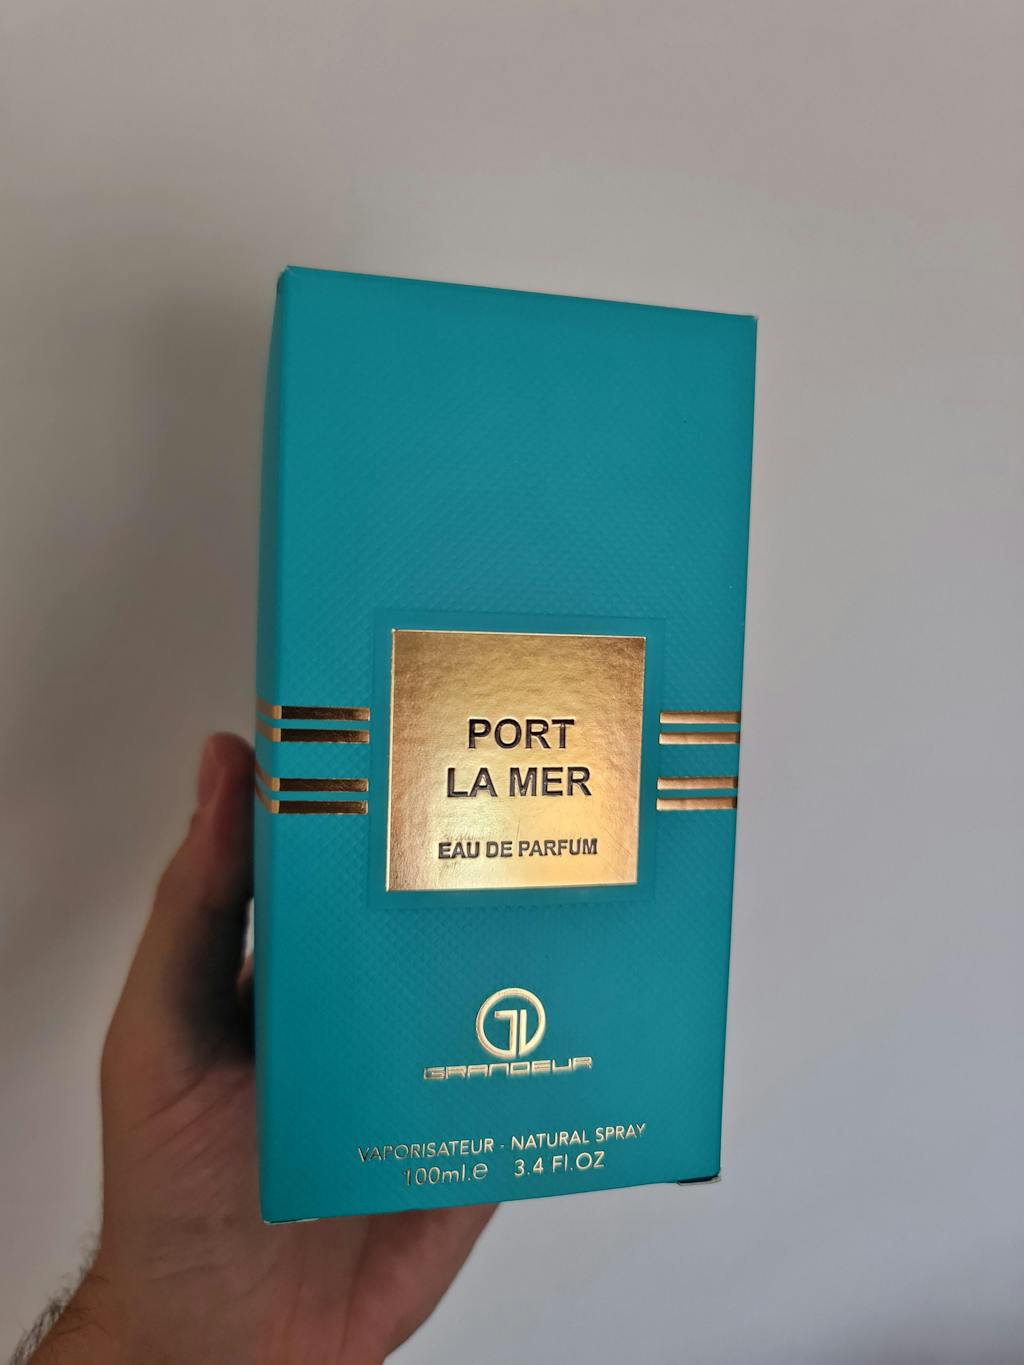 PORT
LA MER
EAU DE PARFUM
GRANDEUR
VAPORISATEUR - NATURAL SPRAY
100ml.e 3.4 Fl.OZ